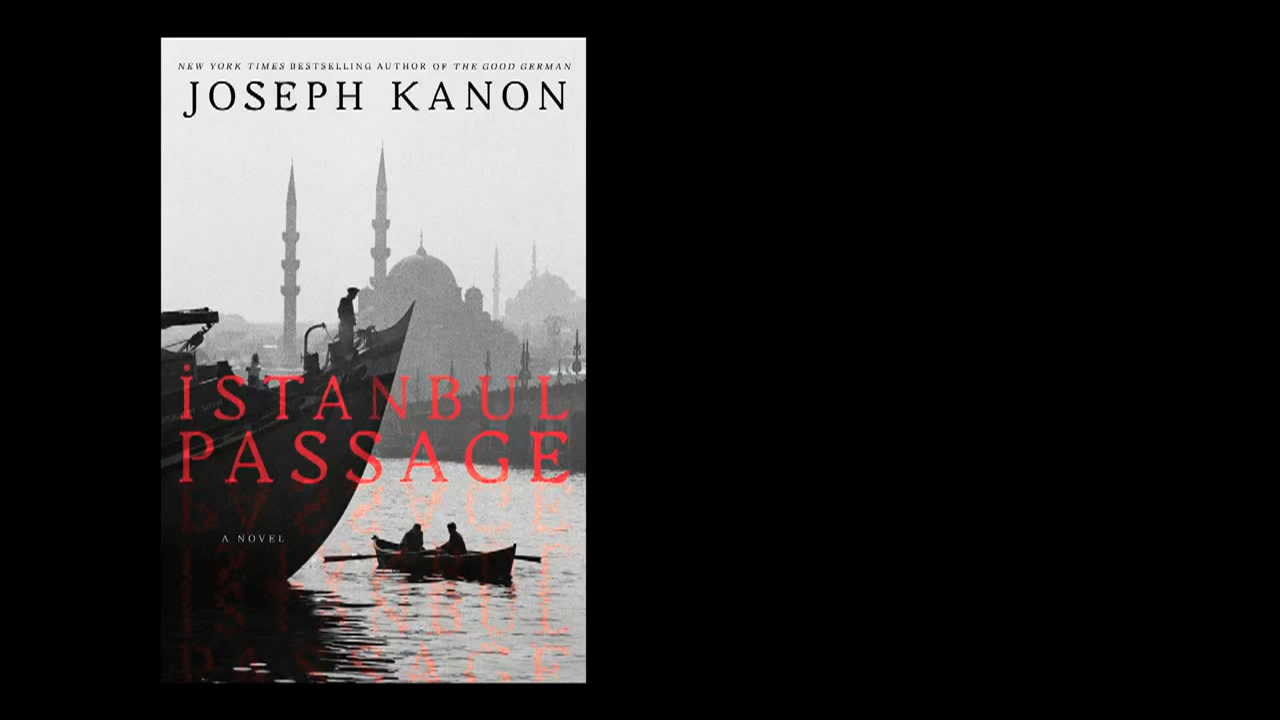 NEW YORK TIMES BESTSELLING AUTHOR OF THE GOOD GERMAN
JOSEPH KANON
İSTANBUL
PASSAGE
A NOVEL